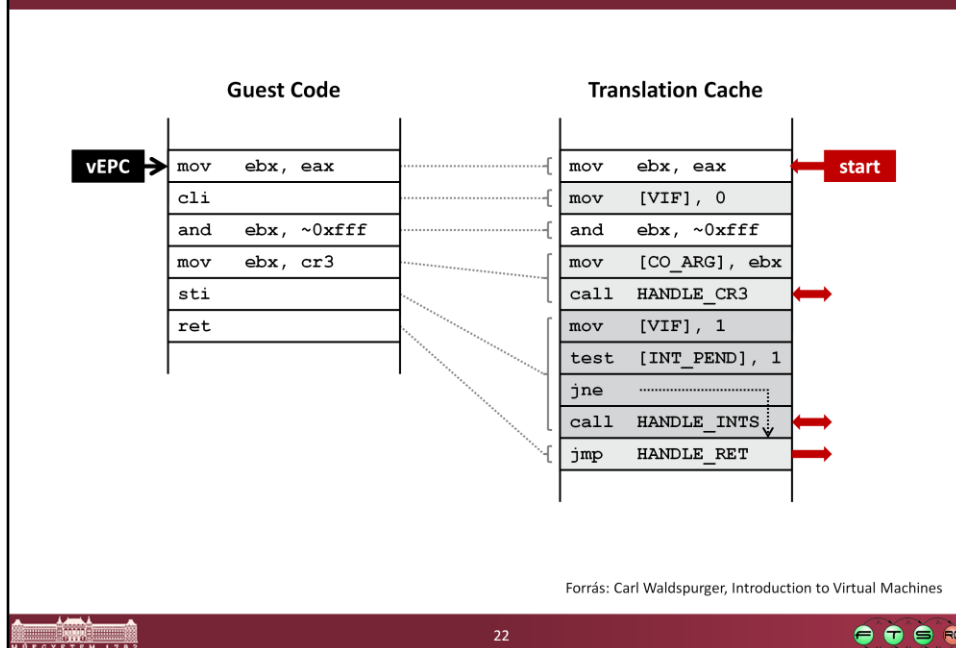 Guest Code
Translation Cache
vEPC
mov ebx, eax
cli
and ebx, ~0xfff
mov ebx, cr3
sti
ret
mov ebx, eax
mov [VIF], 0
and ebx, ~0xfff
mov [CO_ARG], ebx
call HANDLE_CR3
mov [VIF], 1
test [INT_PEND], 1
jne
call HANDLE_INTS
jmp HANDLE_RET
start
Forrás: Carl Waldspurger, Introduction to Virtual Machines
MŰEGYETEM 1782
22
F T S